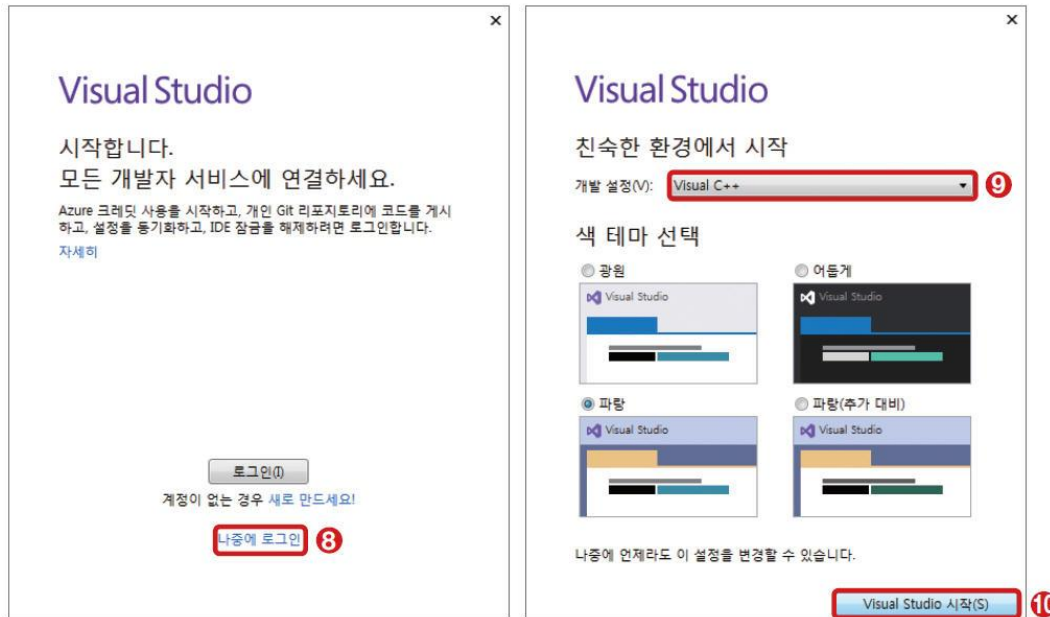 Visual Studio
시작합니다.
모든 개발자 서비스에 연결하세요.
Azure 크레딧 사용을 시작하고, 개인 Git 리포지토리에 코드를 게시
하고, 설정을 동기화하고, IDE 잠금을 해제하려면 로그인합니다.
자세히
로그인(I)
계정이 없는 경우 새로 만드세요!
나중에 로그인 8
Visual Studio
친숙한 환경에서 시작
개발 설정(V): Visual C++ 9
색 테마 선택
광원 어둡게
Visual Studio Visual Studio
파랑 파랑(추가 대비)
Visual Studio Visual Studio
나중에 언제라도 이 설정을 변경할 수 있습니다.
Visual Studio 시작(S) 10